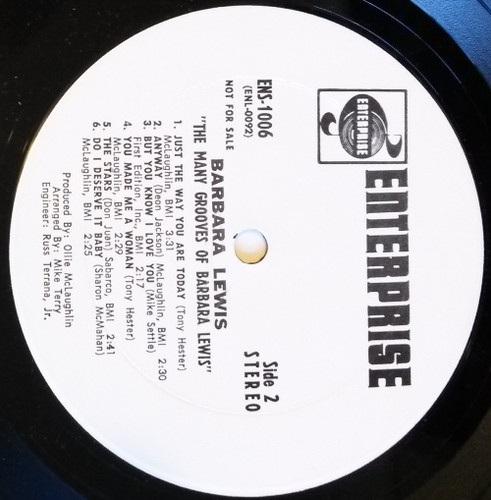 ENTERPRISE
ENTERPRISE
ENS-1006
(ENL-0092)
NOT FOR SALE
Side 2
STEREO
BARBARA LEWIS
"THE MANY GROOVES OF BARBARA LEWIS"
1. JUST THE WAY YOU ARE TODAY (Tony Hester)
McLaughlin, BMI 3:31
2. ANYWAY (Deon Jackson) McLaughlin, BMI 2:30
3. BUT YOU KNOW I LOVE YOU (Mike Settle)
First Edition, Inc., BMI 2:17
4. YOU MADE ME A WOMAN (Tony Hester)
McLaughlin, BMI 2:29
5. THE STARS (Don Juan) Sabarco, BMI 2:41
6. DO I DESERVE IT BABY (Sharon McMahan)
McLaughlin, BMI 2:25
Produced By: Ollie McLaughlin
Arranged By: Mike Terry
Engineer: Russ Terrana, Jr.